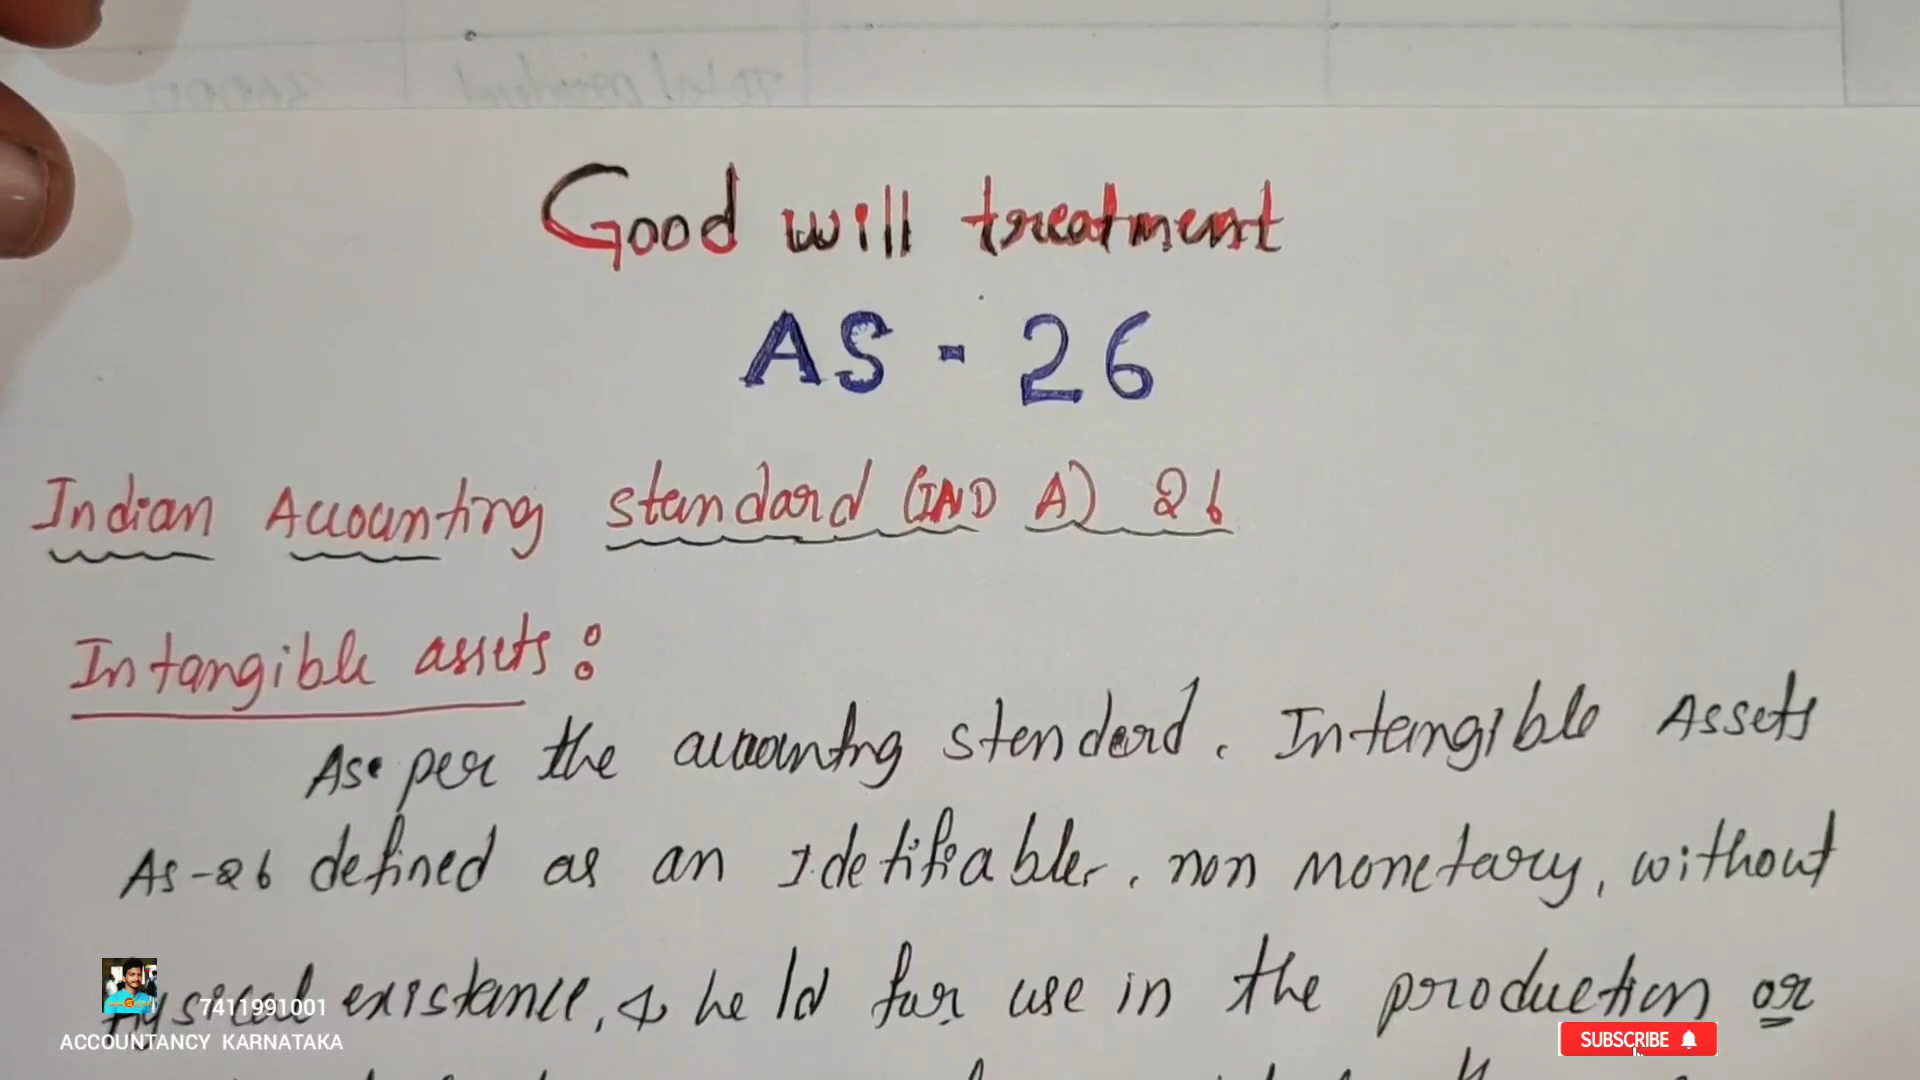 Good will treatment
AS - 26
Indian Accounting standard (IND A) 26
Intangible assets :
As per the accounting standard. Intangible Assets
AS-26 defined as an Idetifiable, non monetary, without
existance, & held for use in the production or
7411991001
ACCOUNTANCY KARNATAKA
SUBSCRIBE